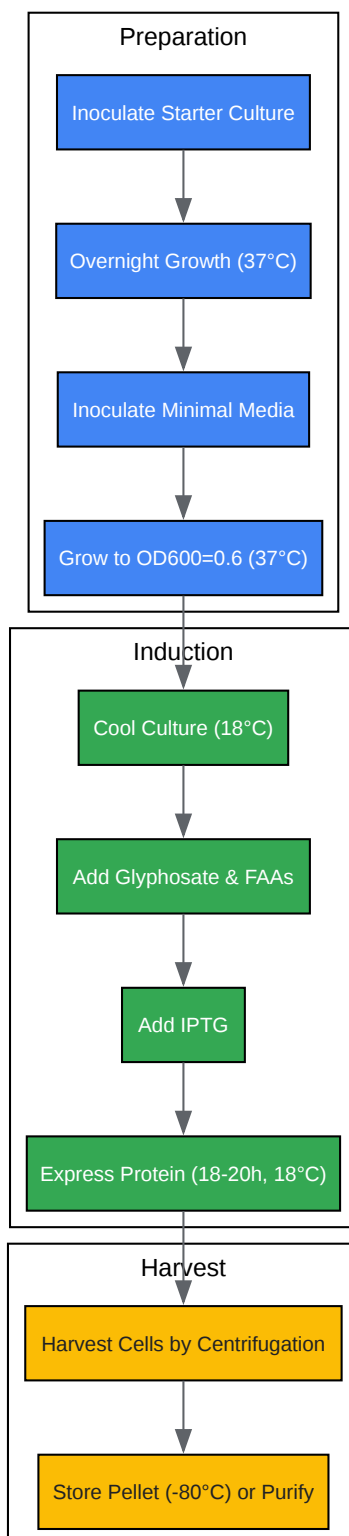 Preparation
Inoculate Starter Culture
Overnight Growth (37°C)
Inoculate Minimal Media
Grow to OD600=0.6 (37°C)
Induction
Cool Culture (18°C)
Add Glyphosate & FAAs
Add IPTG
Express Protein (18-20h, 18°C)
Harvest
Harvest Cells by Centrifugation
Store Pellet (-80°C) or Purify